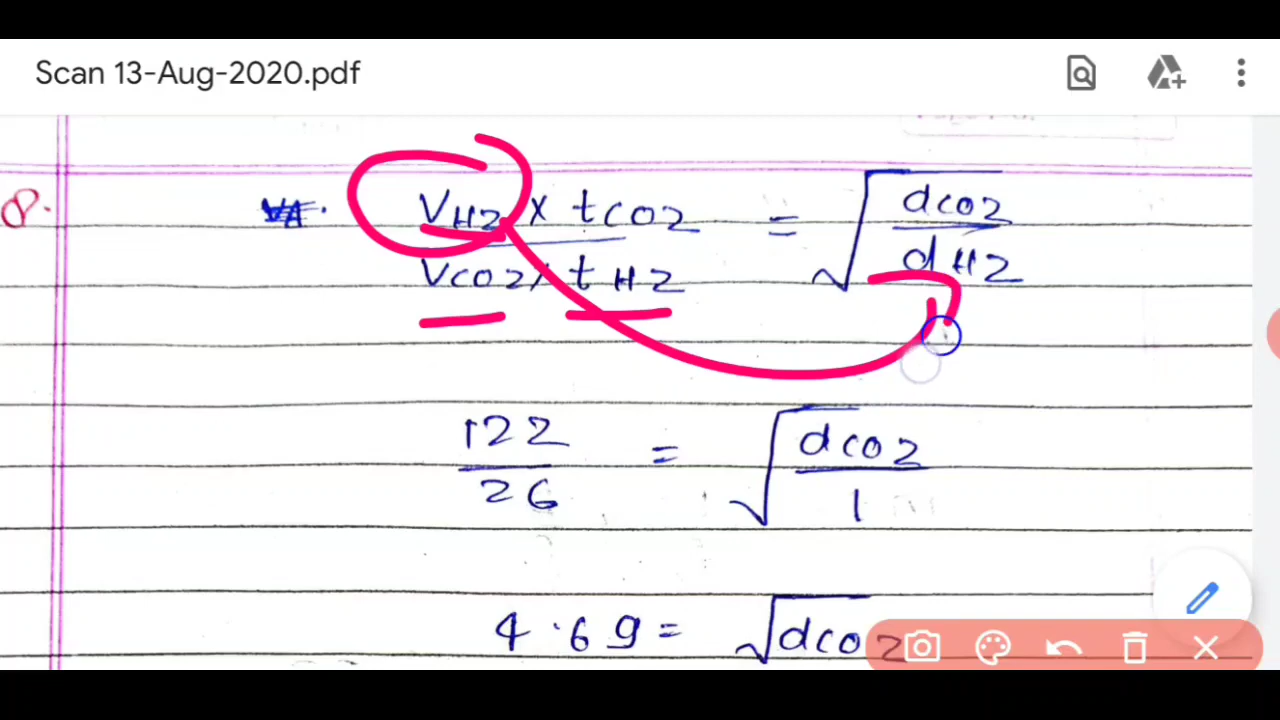 Scan 13-Aug-2020.pdf
8.
VH2 × tCO2 / VCO2 × tH2 = √ dCO2 / dH2
122 / 26 = √ dCO2 / 1
4.69 = √dCO2